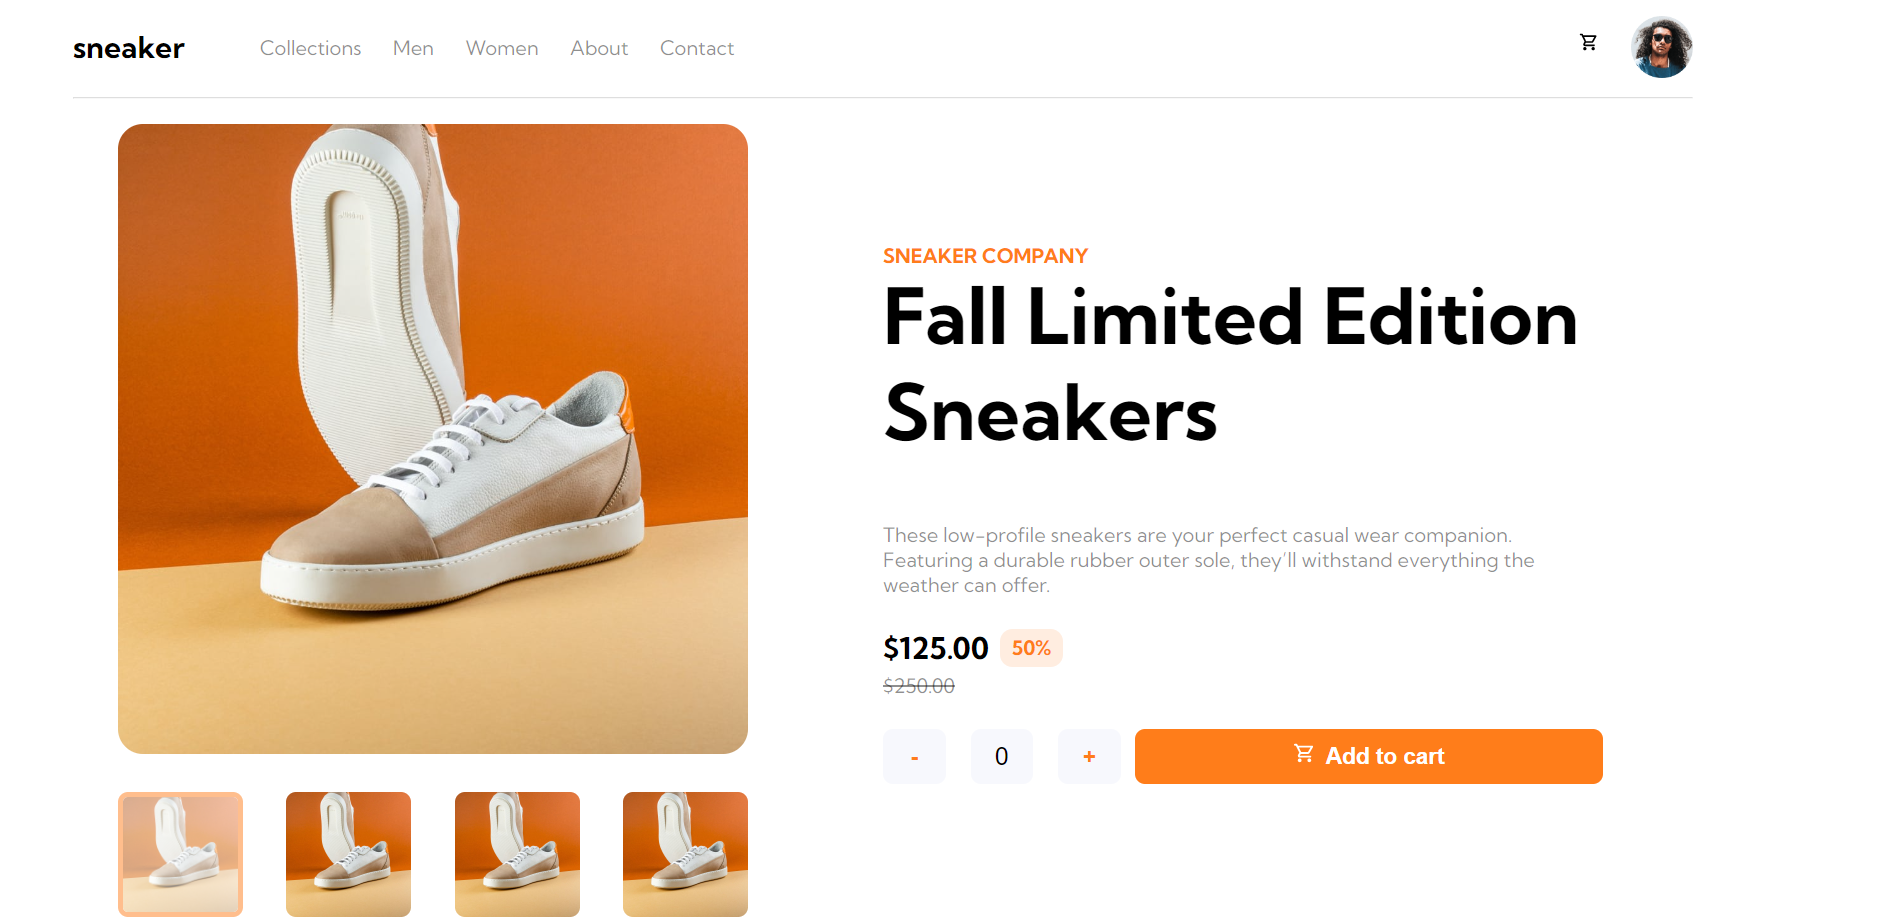 sneaker
Collections Men Women About Contact
SNEAKER COMPANY
Fall Limited Edition
Sneakers
These low-profile sneakers are your perfect casual wear companion.
Featuring a durable rubber outer sole, they’ll withstand everything the
weather can offer.
$125.00 50%
$250.00
- 0 + Add to cart